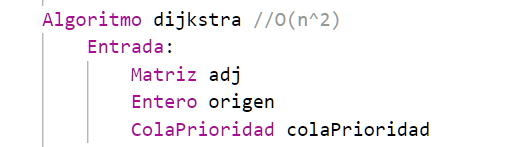 Algoritmo dijkstra //O(n^2)
Entrada:
Matriz adj
Entero origen
ColaPrioridad colaPrioridad